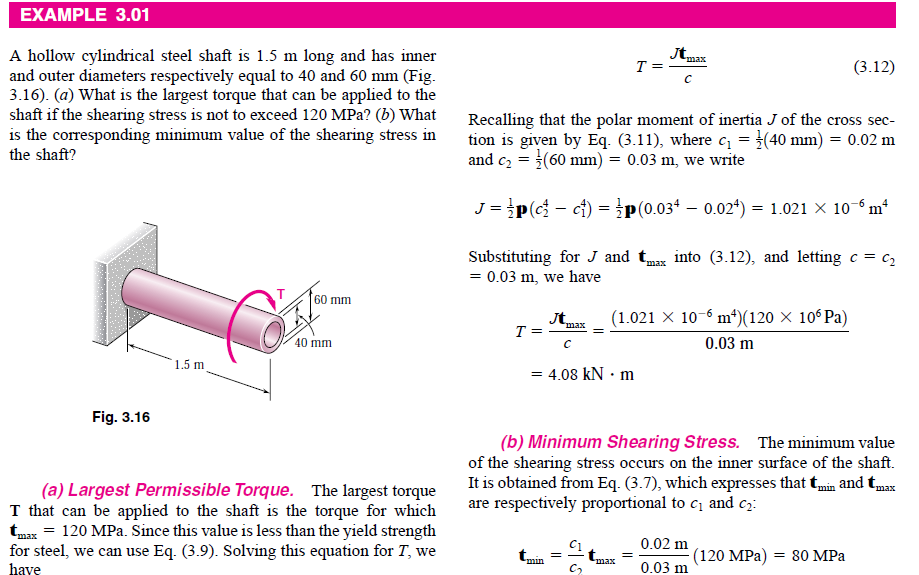 EXAMPLE 3.01
A hollow cylindrical steel shaft is 1.5 m long and has inner
and outer diameters respectively equal to 40 and 60 mm (Fig.
3.16). (a) What is the largest torque that can be applied to the
shaft if the shearing stress is not to exceed 120 MPa? (b) What
is the corresponding minimum value of the shearing stress in
the shaft?
T
60 mm
40 mm
1.5 m
Fig. 3.16
(a) Largest Permissible Torque. The largest torque
T that can be applied to the shaft is the torque for which
t_max = 120 MPa. Since this value is less than the yield strength
for steel, we can use Eq. (3.9). Solving this equation for T, we
have
T = Jt_max / c (3.12)
Recalling that the polar moment of inertia J of the cross sec-
tion is given by Eq. (3.11), where c₁ = ½(40 mm) = 0.02 m
and c₂ = ½(60 mm) = 0.03 m, we write
J = ½p(c₂⁴ − c₁⁴) = ½p(0.03⁴ − 0.02⁴) = 1.021 × 10⁻⁶ m⁴
Substituting for J and t_max into (3.12), and letting c = c₂
= 0.03 m, we have
T = Jt_max / c = (1.021 × 10⁻⁶ m⁴)(120 × 10⁶ Pa) / 0.03 m
= 4.08 kN · m
(b) Minimum Shearing Stress. The minimum value
of the shearing stress occurs on the inner surface of the shaft.
It is obtained from Eq. (3.7), which expresses that t_min and t_max
are respectively proportional to c₁ and c₂:
t_min = c₁ / c₂ t_max = 0.02 m / 0.03 m (120 MPa) = 80 MPa